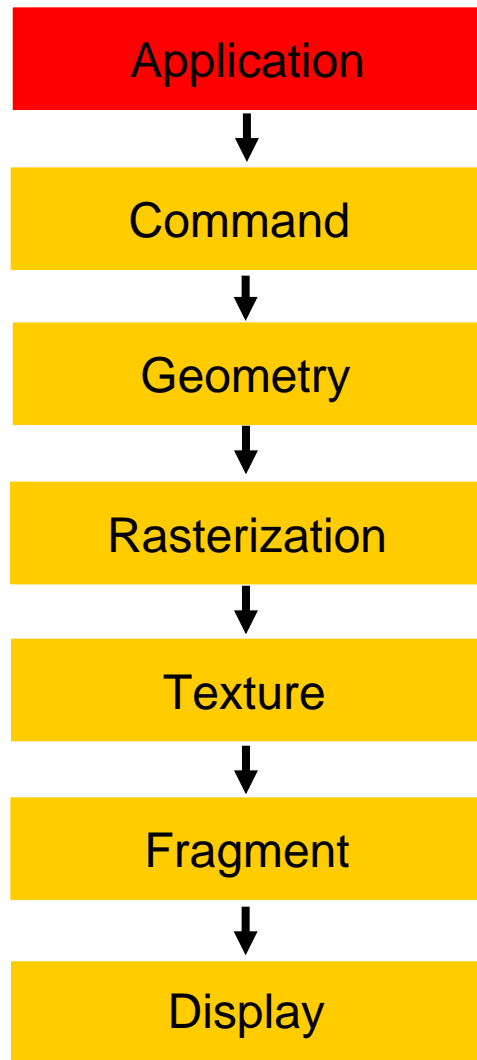 Application
Command
Geometry
Rasterization
Texture
Fragment
Display